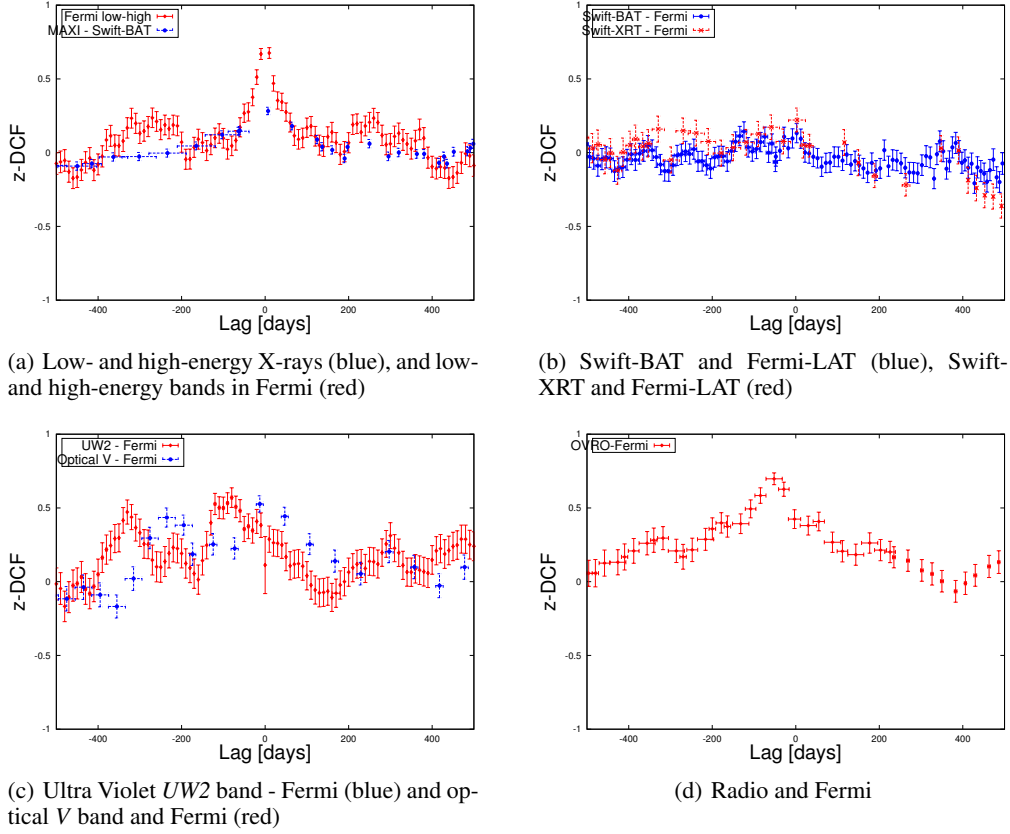 Fermi low-high
MAXI - Swift-BAT
1
0.5
0
-0.5
-1
-400
-200
0
200
400
z-DCF
Lag [days]
(a) Low- and high-energy X-rays (blue), and low-
and high-energy bands in Fermi (red)
Swift-BAT - Fermi
Swift-XRT - Fermi
1
0.5
0
-0.5
-1
-400
-200
0
200
400
z-DCF
Lag [days]
(b) Swift-BAT and Fermi-LAT (blue), Swift-
XRT and Fermi-LAT (red)
UW2 - Fermi
Optical V - Fermi
1
0.5
0
-0.5
-1
-400
-200
0
200
400
z-DCF
Lag [days]
(c) Ultra Violet UW2 band - Fermi (blue) and op-
tical V band and Fermi (red)
OVRO-Fermi
1
0.5
0
-0.5
-1
-400
-200
0
200
400
z-DCF
Lag [days]
(d) Radio and Fermi